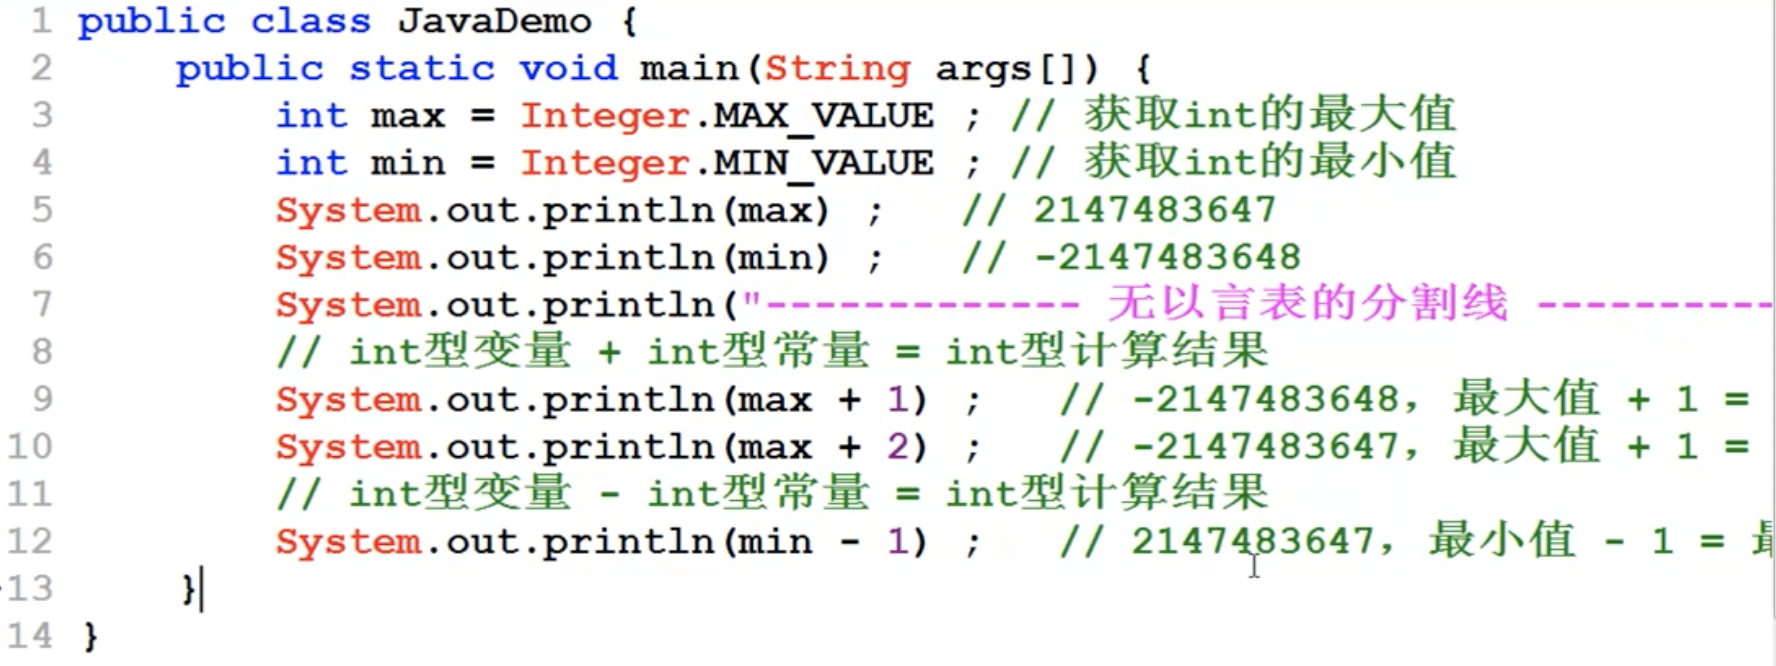 1 public class JavaDemo {
2 public static void main(String args[]) {
3 int max = Integer.MAX_VALUE ; // 获取int的最大值
4 int min = Integer.MIN_VALUE ; // 获取int的最小值
5 System.out.println(max) ; // 2147483647
6 System.out.println(min) ; // -2147483648
7 System.out.println("------------- 无以言表的分割线 ----------
8 // int型变量 + int型常量 = int型计算结果
9 System.out.println(max + 1) ; // -2147483648，最大值 + 1 =
10 System.out.println(max + 2) ; // -2147483647，最大值 + 1 =
11 // int型变量 - int型常量 = int型计算结果
12 System.out.println(min - 1) ; // 2147483647，最小值 - 1 =
13 }
14 }